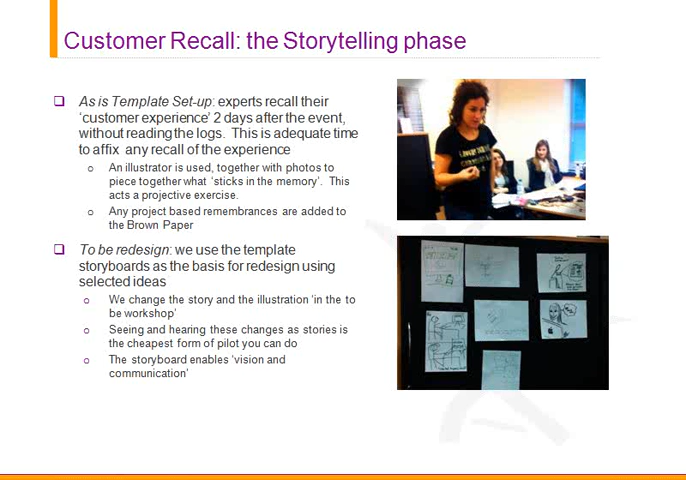 Customer Recall: the Storytelling phase
As is Template Set-up: experts recall their
‘customer experience’ 2 days after the event,
without reading the logs. This is adequate time
to affix any recall of the experience
An illustrator is used, together with photos to
piece together what ‘sticks in the memory’. This
acts a projective exercise.
Any project based remembrances are added to
the Brown Paper
To be redesign: we use the template
storyboards as the basis for redesign using
selected ideas
We change the story and the illustration ‘in the to
be workshop’
Seeing and hearing these changes as stories is
the cheapest form of pilot you can do
The storyboard enables ‘vision and
communication’